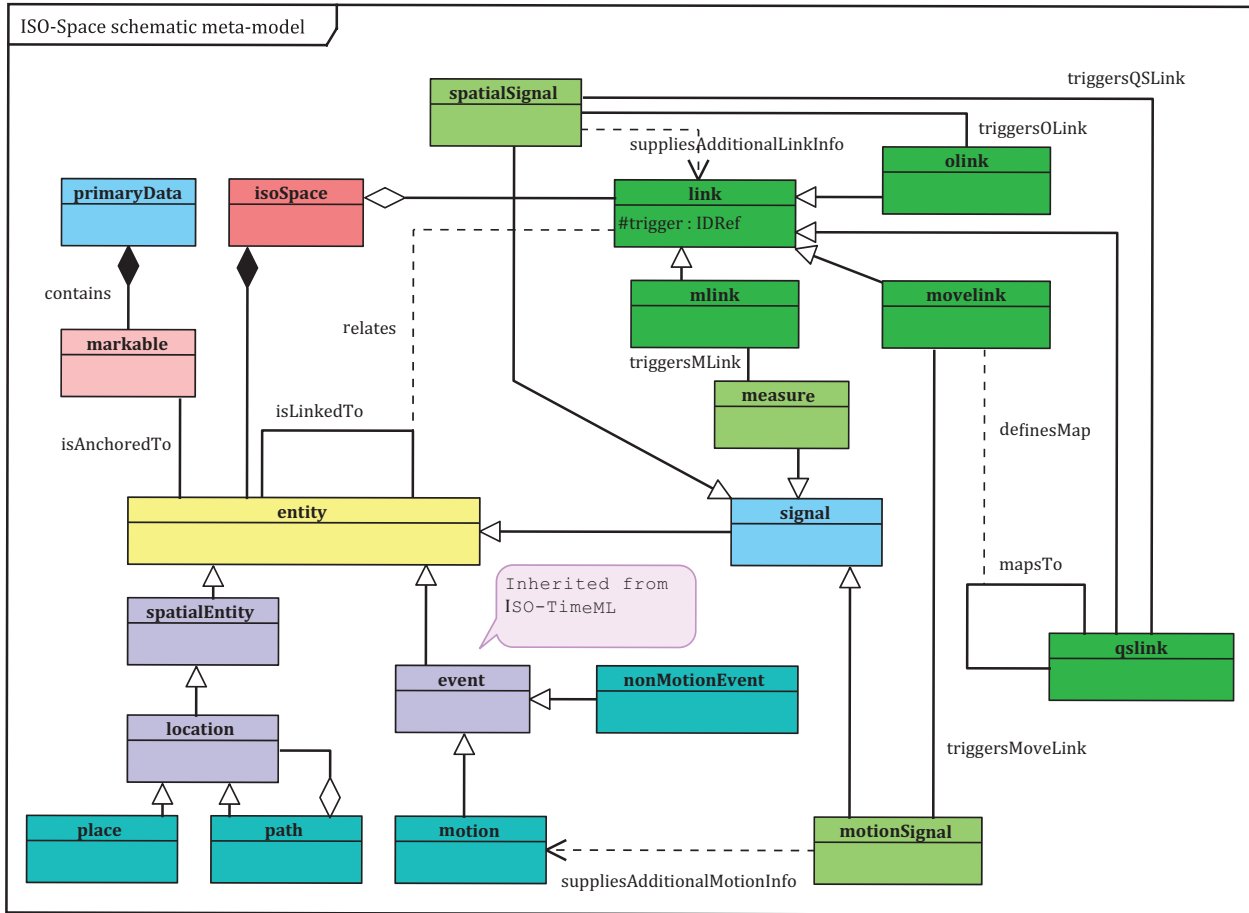 ISO-Space schematic meta-model
triggersQSLink
spatialSignal
triggersOLink
suppliesAdditionalLinkInfo
olink
primaryData
isoSpace
link
#trigger : IDRef
contains
mlink
movelink
relates
markable
triggersMLink
measure
isLinkedTo
definesMap
isAnchoredTo
entity
signal
mapsTo
Inherited from
ISO-TimeML
spatialEntity
qslink
event
nonMotionEvent
location
triggersMoveLink
place
path
motion
motionSignal
suppliesAdditionalMotionInfo